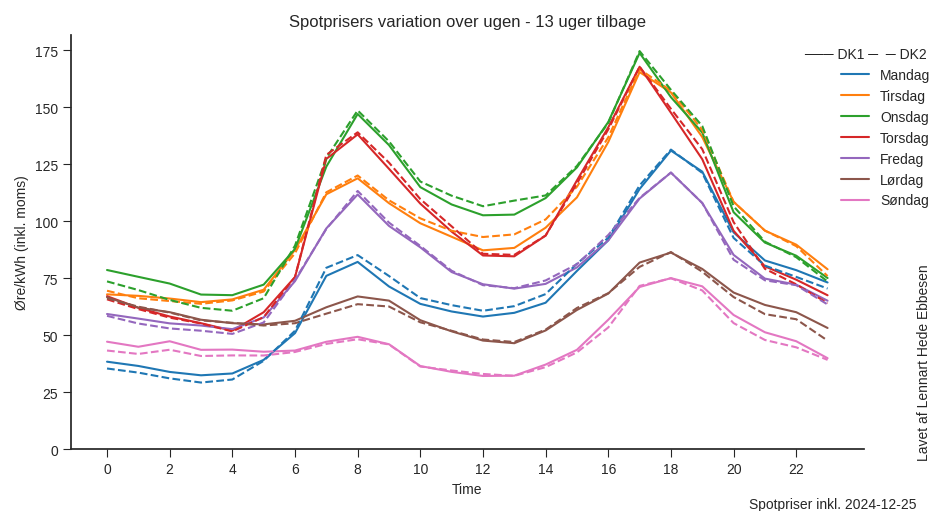 Spotprisers variation over ugen - 13 uger tilbage
Øre/kWh (inkl. moms)
175
150
125
100
75
50
25
0
0 2 4 6 8 10 12 14 16 18 20 22
Time
DK1 DK2
Mandag
Tirsdag
Onsdag
Torsdag
Fredag
Lørdag
Søndag
Lavet af Lennart Hede Ebbesen
Spotpriser inkl. 2024-12-25